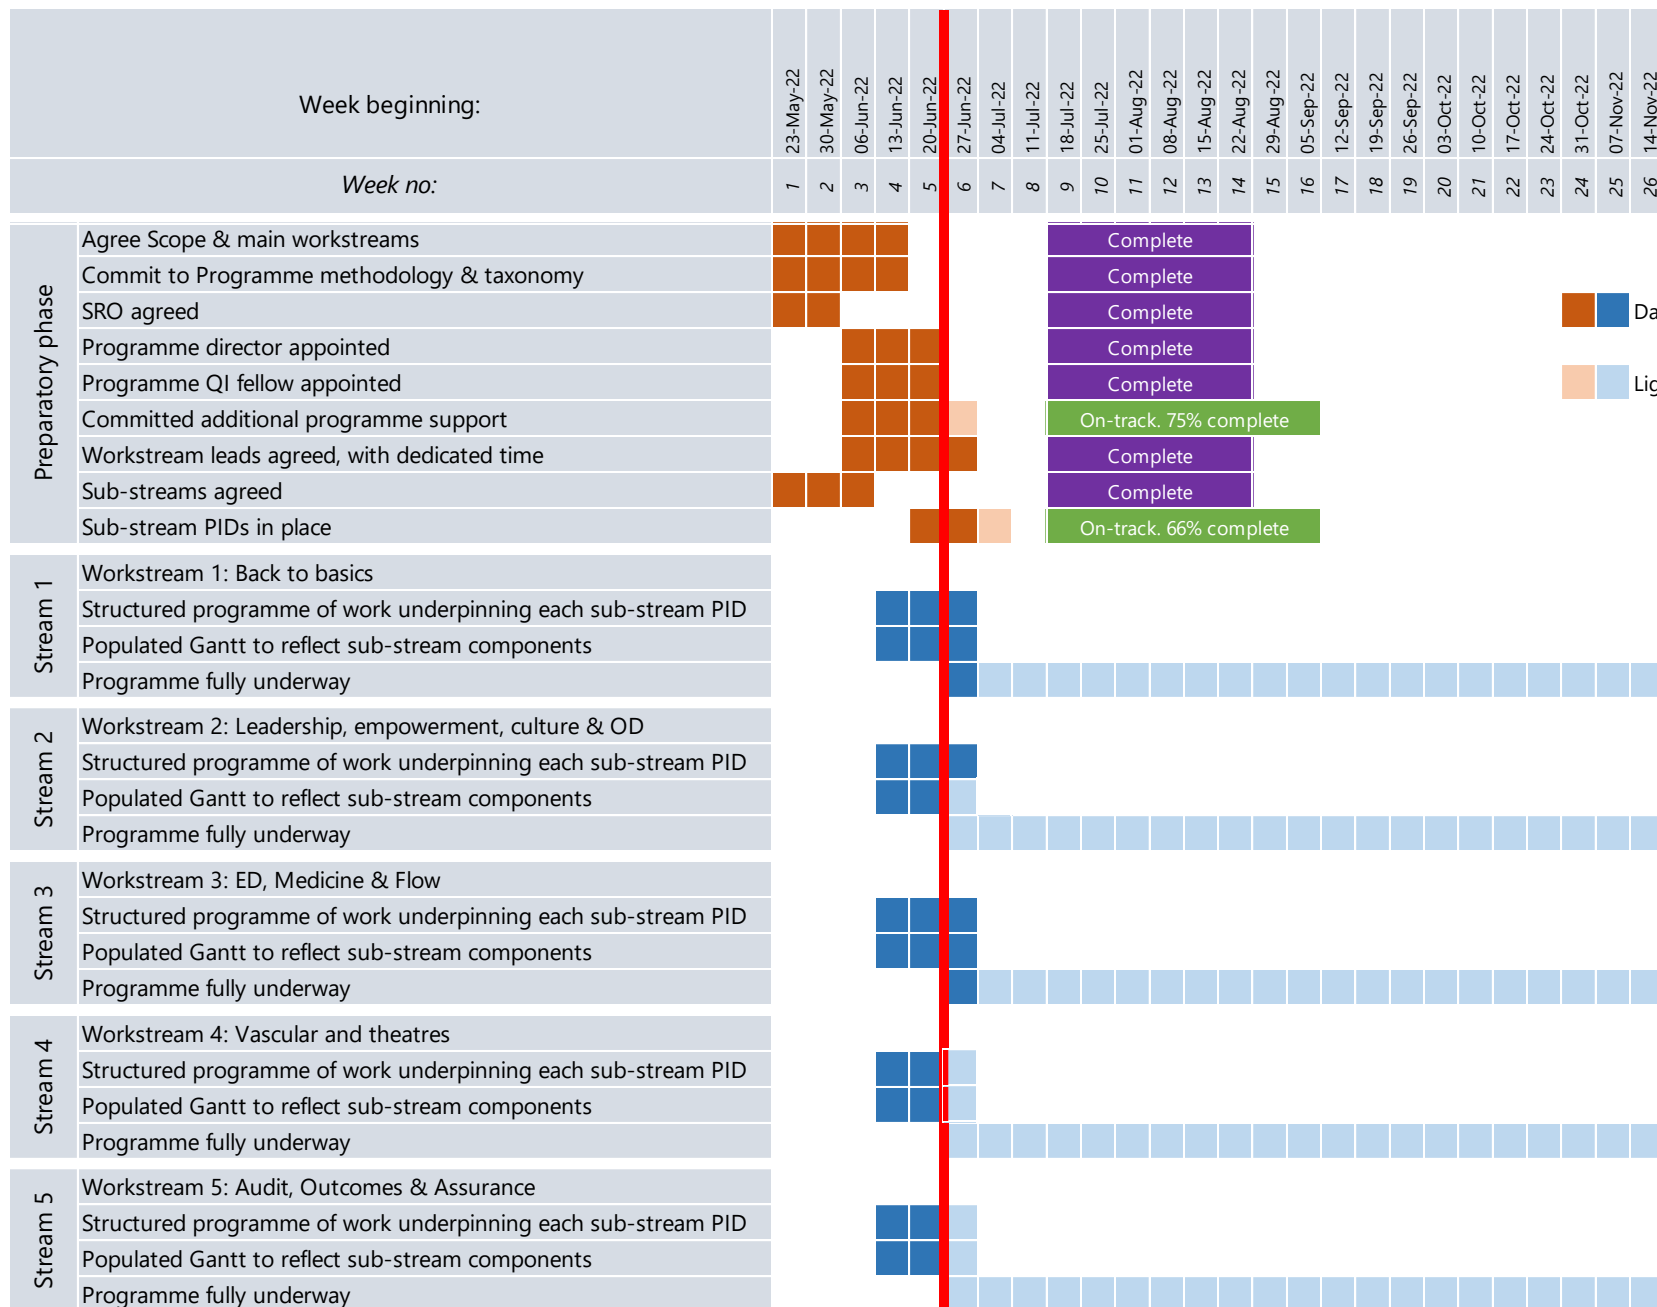 Week beginning:
23-May-22 30-May-22 06-Jun-22 13-Jun-22 20-Jun-22 27-Jun-22 04-Jul-22 11-Jul-22 18-Jul-22 25-Jul-22 01-Aug-22 08-Aug-22 15-Aug-22 22-Aug-22 29-Aug-22 05-Sep-22 12-Sep-22 19-Sep-22 26-Sep-22 03-Oct-22 10-Oct-22 17-Oct-22 24-Oct-22 31-Oct-22 07-Nov-22 14-Nov-22
Week no:
1 2 3 4 5 6 7 8 9 10 11 12 13 14 15 16 17 18 19 20 21 22 23 24 25 26
Preparatory phase
Agree Scope & main workstreams Complete
Commit to Programme methodology & taxonomy Complete
SRO agreed Complete
Da
Programme director appointed Complete
Programme QI fellow appointed Complete
Lig
Committed additional programme support On-track. 75% complete
Workstream leads agreed, with dedicated time Complete
Sub-streams agreed Complete
Sub-stream PIDs in place On-track. 66% complete
Stream 1
Workstream 1: Back to basics
Structured programme of work underpinning each sub-stream PID
Populated Gantt to reflect sub-stream components
Programme fully underway
Stream 2
Workstream 2: Leadership, empowerment, culture & OD
Structured programme of work underpinning each sub-stream PID
Populated Gantt to reflect sub-stream components
Programme fully underway
Stream 3
Workstream 3: ED, Medicine & Flow
Structured programme of work underpinning each sub-stream PID
Populated Gantt to reflect sub-stream components
Programme fully underway
Stream 4
Workstream 4: Vascular and theatres
Structured programme of work underpinning each sub-stream PID
Populated Gantt to reflect sub-stream components
Programme fully underway
Stream 5
Workstream 5: Audit, Outcomes & Assurance
Structured programme of work underpinning each sub-stream PID
Populated Gantt to reflect sub-stream components
Programme fully underway